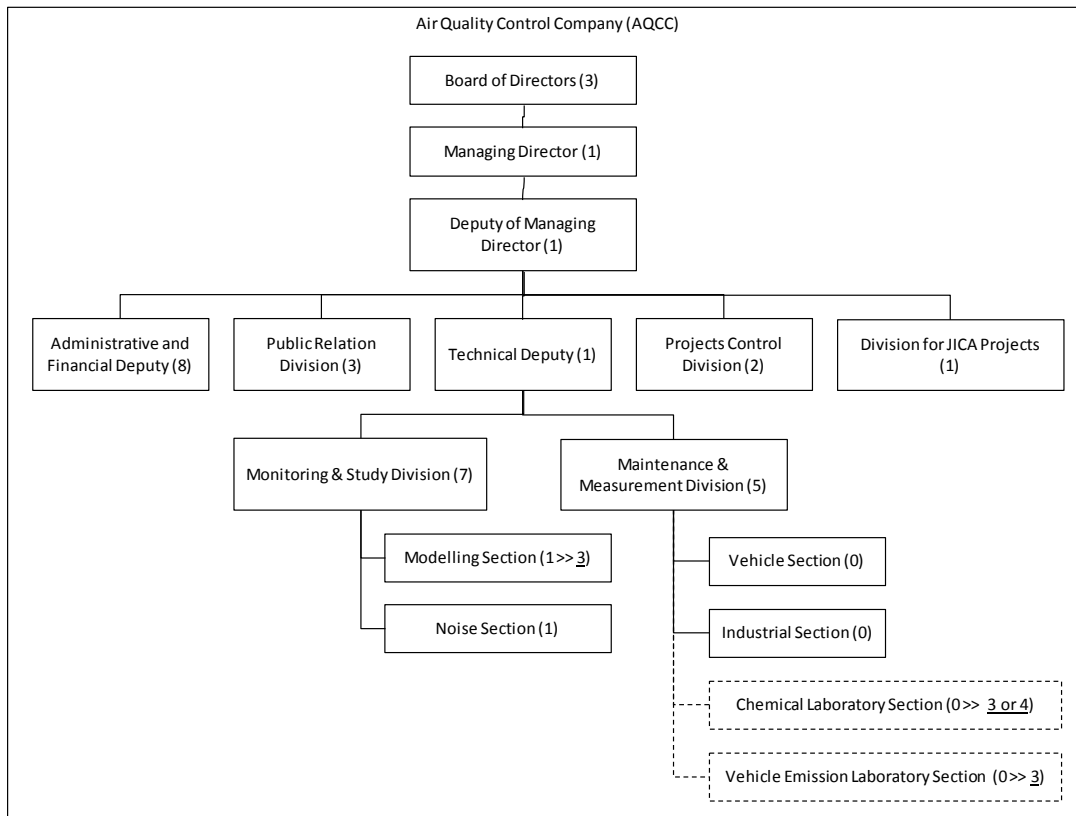 Air Quality Control Company (AQCC)
Board of Directors (3)
Managing Director (1)
Deputy of Managing
Director (1)
Administrative and
Financial Deputy (8)
Public Relation
Division (3)
Technical Deputy (1)
Projects Control
Division (2)
Division for JICA Projects
(1)
Monitoring & Study Division (7)
Maintenance &
Measurement Division (5)
Modelling Section (1 >> 3)
Vehicle Section (0)
Noise Section (1)
Industrial Section (0)
Chemical Laboratory Section (0 >> 3 or 4)
Vehicle Emission Laboratory Section (0 >> 3)